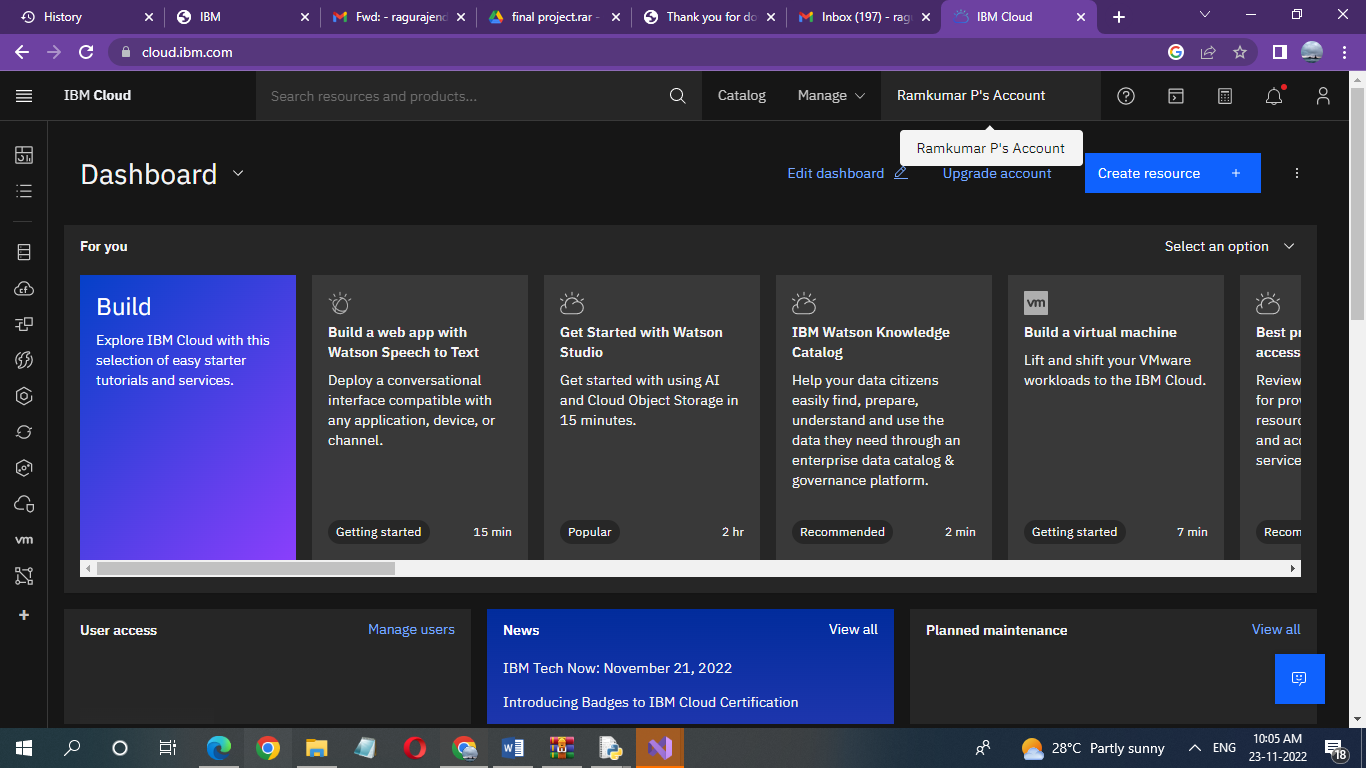 History
IBM
Fwd: - ragurajend
final project.rar -
Thank you for do
Inbox (197) - rag
IBM Cloud
cloud.ibm.com
IBM Cloud
Search resources and products...
Catalog
Manage
Ramkumar P's Account
Ramkumar P's Account
Dashboard
Edit dashboard
Upgrade account
Create resource +
For you
Select an option
Build
Explore IBM Cloud with this
selection of easy starter
tutorials and services.
Build a web app with
Watson Speech to Text
Deploy a conversational
interface compatible with
any application, device, or
channel.
Getting started 15 min
Get Started with Watson
Studio
Get started with using AI
and Cloud Object Storage in
15 minutes.
Popular 2 hr
IBM Watson Knowledge
Catalog
Help your data citizens
easily find, prepare,
understand and use the
data they need through an
enterprise data catalog &
governance platform.
Recommended 2 min
vm
Build a virtual machine
Lift and shift your VMware
workloads to the IBM Cloud.
Getting started 7 min
Best p
access
Review
for pro
resour
and acc
service
Recom
vm
User access
Manage users
News
View all
IBM Tech Now: November 21, 2022
Introducing Badges to IBM Cloud Certification
Planned maintenance
View all
28°C Partly sunny
ENG
10:05 AM
23-11-2022
18